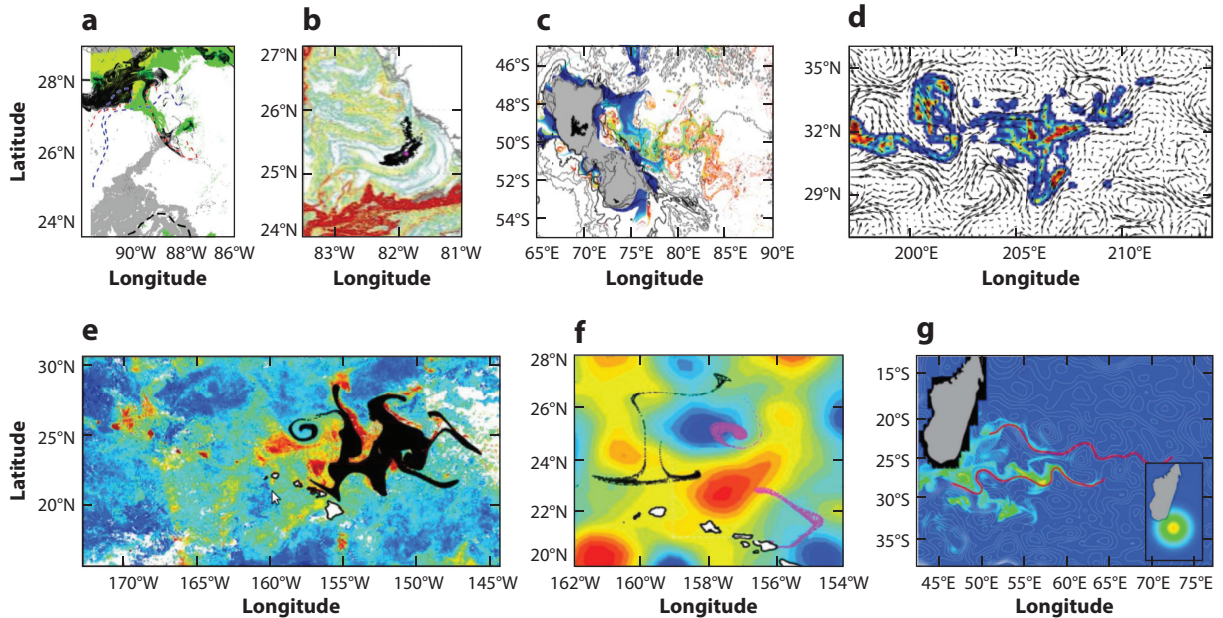 a
b
c
d
28°N
26°N
24°N
90°W
88°W
86°W
Longitude
Latitude
27°N
26°N
25°N
24°N
83°W
82°W
81°W
Longitude
46°S
48°S
50°S
52°S
54°S
65°E
70°E
75°E
80°E
85°E
90°E
Longitude
35°N
32°N
29°N
200°E
205°E
210°E
Longitude
e
f
g
30°N
25°N
20°N
170°W
165°W
160°W
155°W
150°W
145°W
Longitude
Latitude
28°N
26°N
24°N
22°N
20°N
162°W
160°W
158°W
156°W
154°W
Longitude
15°S
20°S
25°S
30°S
35°S
45°E
50°E
55°E
60°E
65°E
70°E
75°E
Longitude